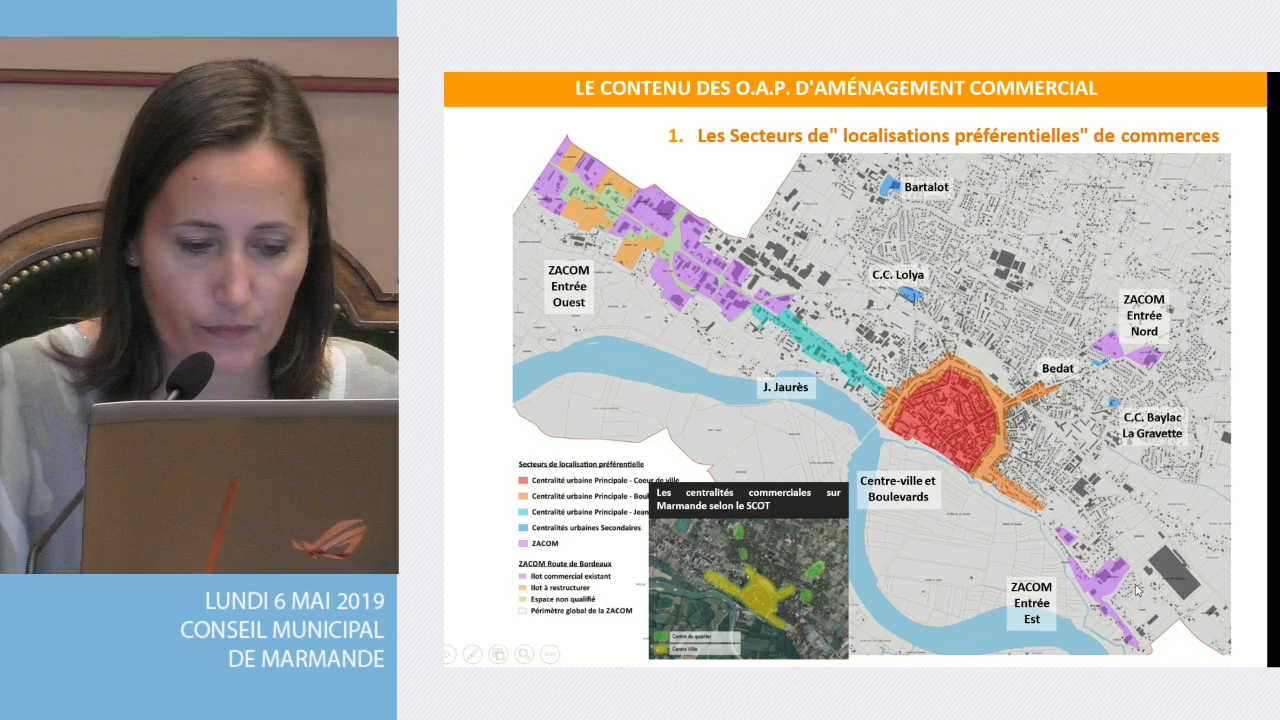 LE CONTENU DES O.A.P. D'AMÉNAGEMENT COMMERCIAL
1. Les Secteurs de" localisations préférentielles" de commerces
Bartalot
ZACOM
Entrée
Ouest
C.C. Lolya
ZACOM
Entrée
Nord
J. Jaurès
Bedat
C.C. Baylac
La Gravette
Centre-ville et
Boulevards
ZACOM
Entrée
Est
Secteurs de localisation préférentielle
Centralité urbaine Principale - Coeur de ville
Centralité urbaine Principale - Boul
Centralité urbaine Principale - Jean
Centralités urbaines Secondaires
ZACOM
ZACOM Route de Bordeaux
Ilot commercial existant
Ilot à restructurer
Espace non qualifié
Périmètre global de la ZACOM
Les centralités commerciales sur
Marmande selon le SCOT
Centre de quartier
Centre Ville
LUNDI 6 MAI 2019
CONSEIL MUNICIPAL
DE MARMANDE